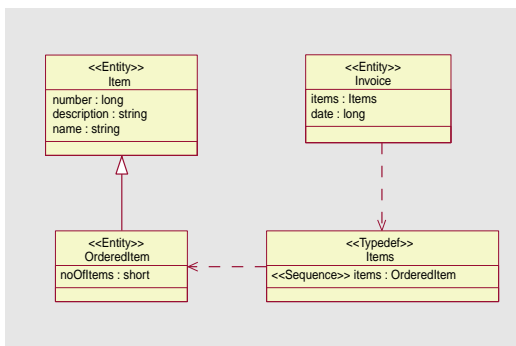 <<Entity>>
Item
number : long
description : string
name : string
<<Entity>>
Invoice
items : Items
date : long
<<Entity>>
OrderedItem
noOfItems : short
<<Typedef>>
Items
<<Sequence>> items : OrderedItem